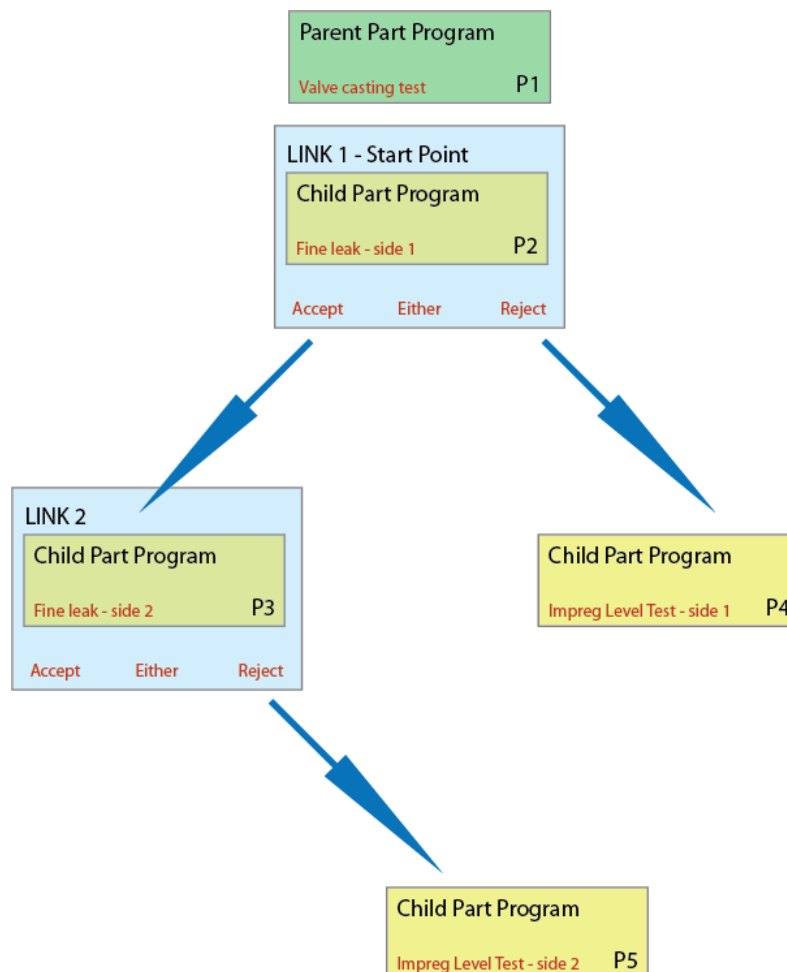 Parent Part Program
Valve casting test P1
LINK 1 - Start Point
Child Part Program
Fine leak - side 1 P2
Accept Either Reject
LINK 2
Child Part Program
Fine leak - side 2 P3
Accept Either Reject
Child Part Program
Impreg Level Test - side 1 P4
Child Part Program
Impreg Level Test - side 2 P5